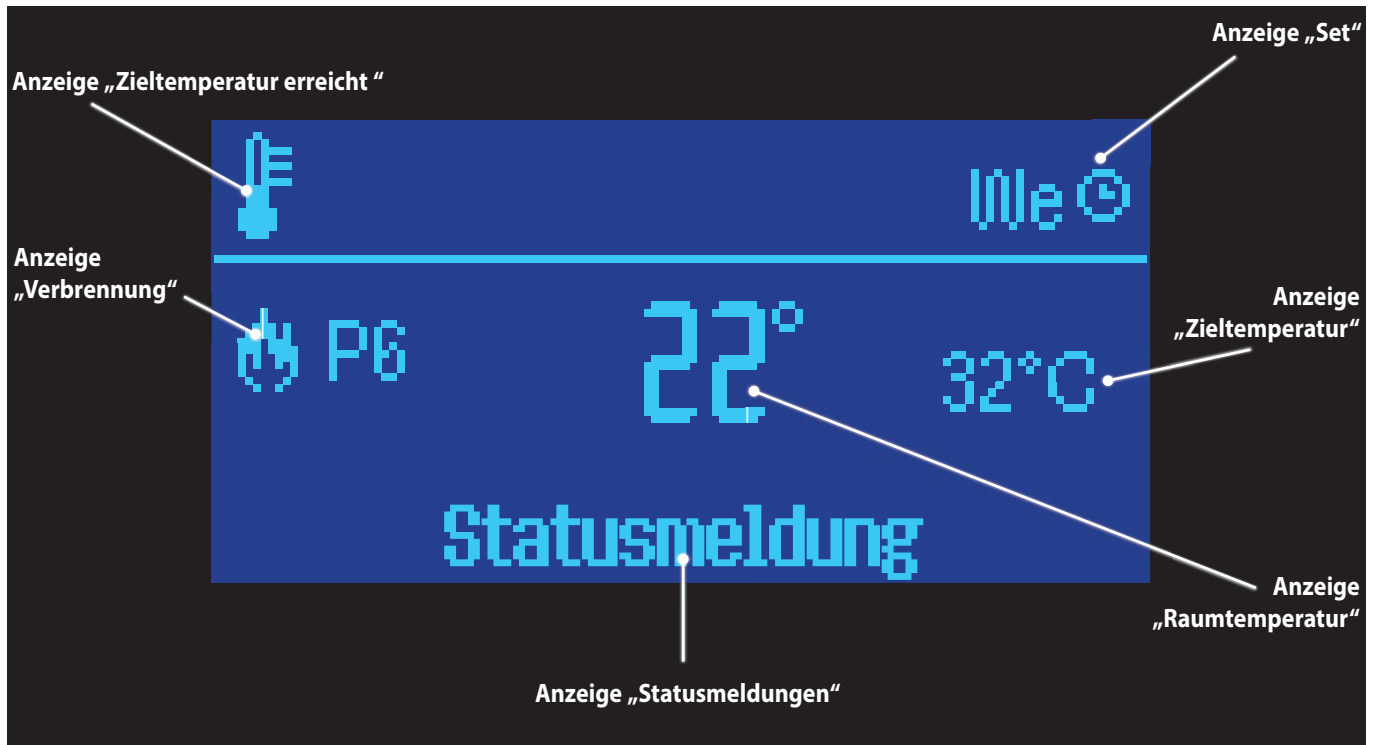 Anzeige „Set“
Anzeige „Zieltemperatur erreicht “
We
Anzeige
„Verbrennung“
P6
22°
32°C
Anzeige
„Zieltemperatur“
Statusmeldung
Anzeige
„Raumtemperatur“
Anzeige „Statusmeldungen“